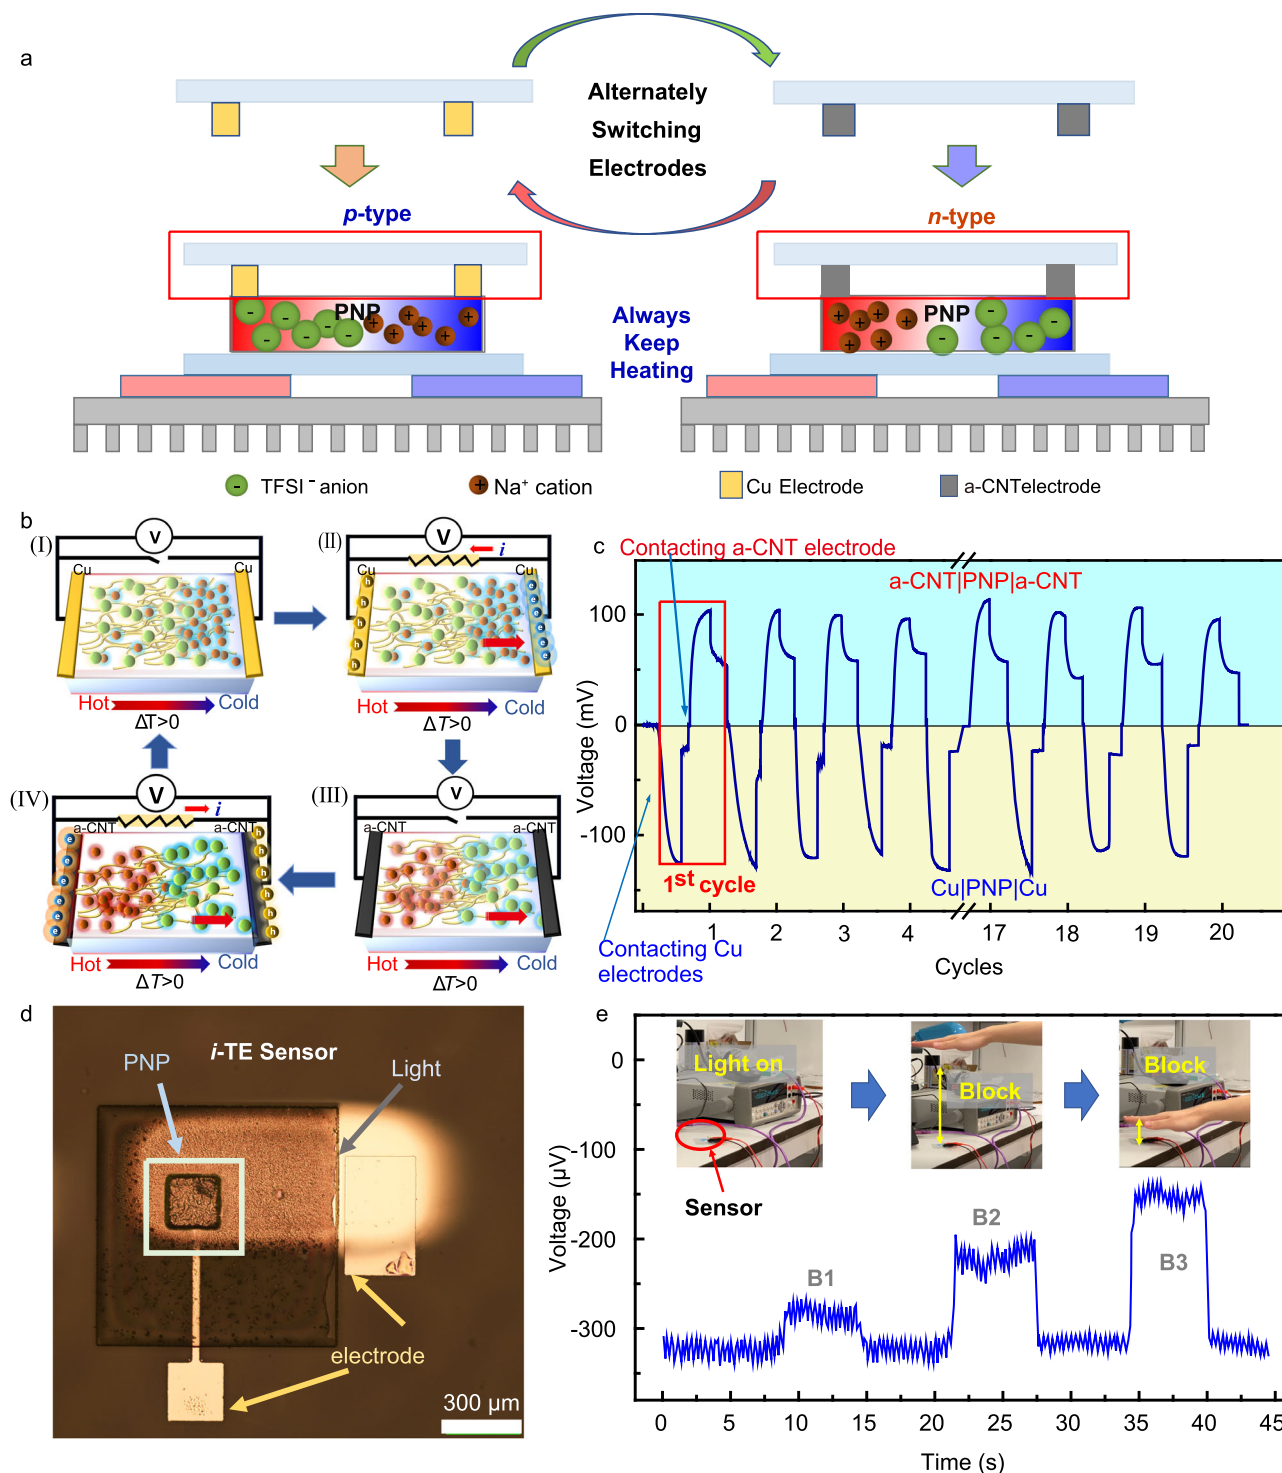 a
Alternately
Switching
Electrodes
p-type
n-type
PNP
PNP
Always
Keep
Heating
TFSI⁻ anion
Na⁺ cation
Cu Electrode
a-CNTelectrode
b
(I)
V
Cu
Cu
Hot
Cold
ΔT>0
(II)
V
i
Cu
Cu
h
h
h
h
h
e
e
e
e
e
Hot
Cold
ΔT>0
(IV)
V
i
a-CNT
a-CNT
e
e
e
e
e
h
h
h
h
h
h
Hot
Cold
ΔT>0
(III)
V
a-CNT
a-CNT
Hot
Cold
ΔT>0
c
Contacting a-CNT electrode
a-CNT|PNP|a-CNT
100
0
-100
Voltage (mV)
1st cycle
Cu|PNP|Cu
Contacting Cu
electrodes
1
2
3
4
17
18
19
20
Cycles
d
i-TE Sensor
PNP
Light
electrode
300 µm
e
Light on
Block
Block
Sensor
B1
B2
B3
0
-100
-200
-300
Voltage (µV)
0
5
10
15
20
25
30
35
40
45
Time (s)